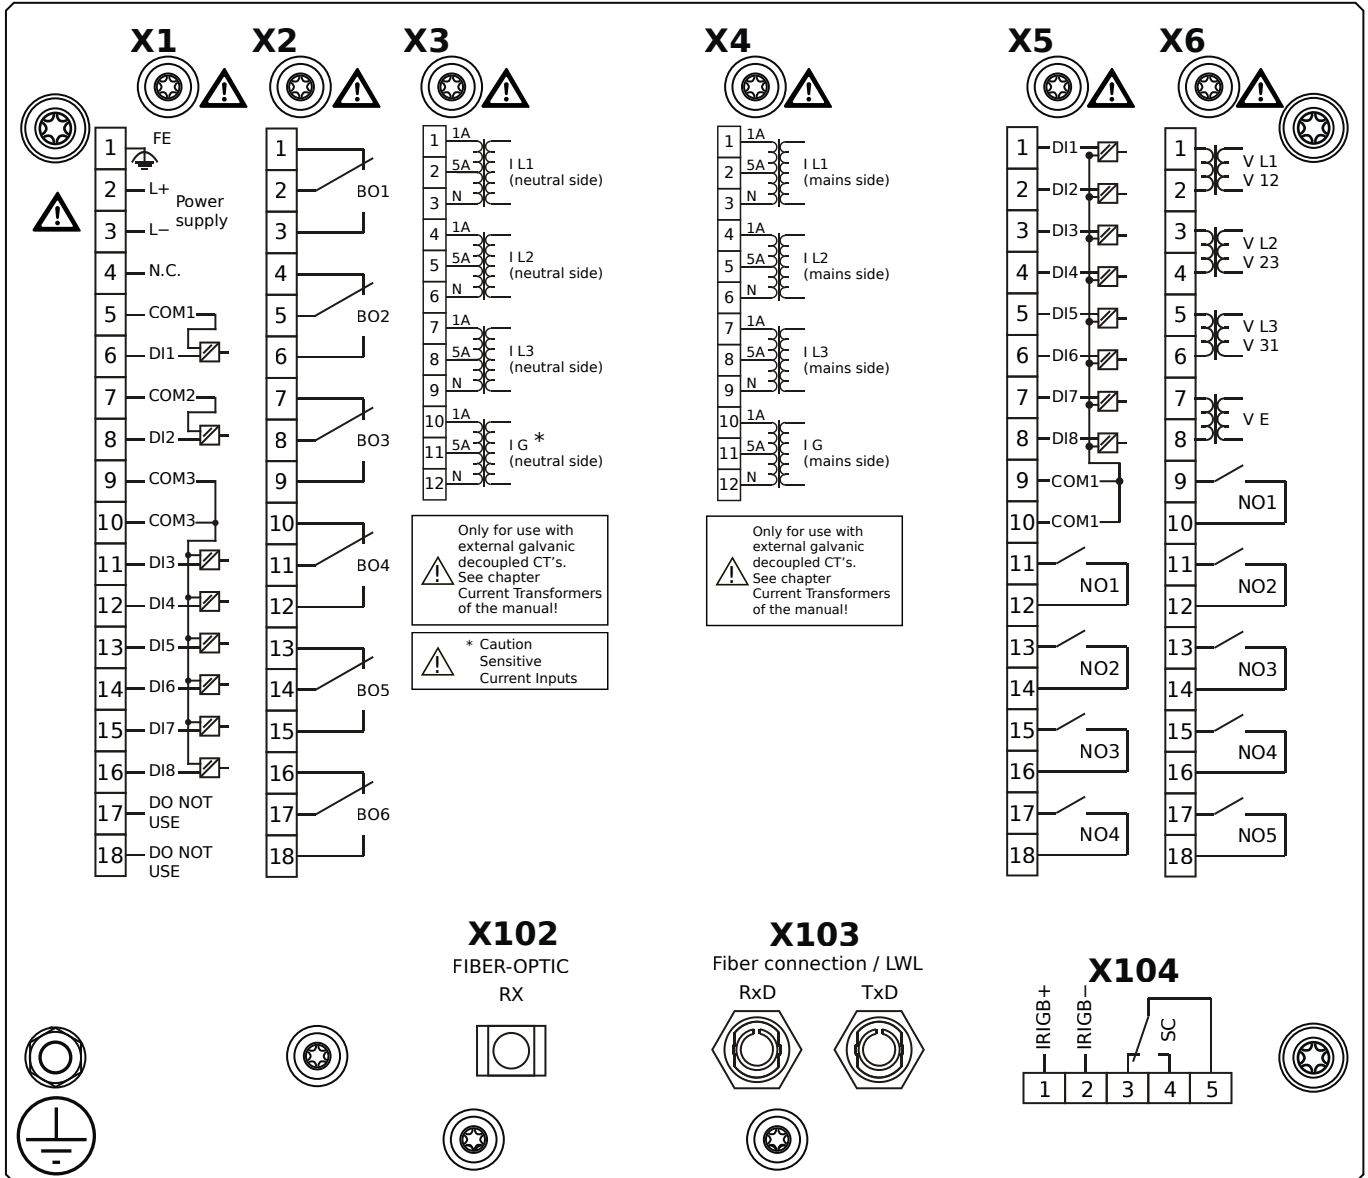 X1
1 FE
2 L+
Power
supply
3 L−
4 N.C.
5 COM1
6 DI1
7 COM2
8 DI2
9 COM3
10 COM3
11 DI3
12 DI4
13 DI5
14 DI6
15 DI7
16 DI8
17 DO NOT
USE
18 DO NOT
USE
X2
1
2 BO1
3
4
5 BO2
6
7
8 BO3
9
10
11 BO4
12
13
14 BO5
15
16
17 BO6
18
X3
1 1A
2 5A I L1
(neutral side)
3 N
4 1A
5 5A I L2
(neutral side)
6 N
7 1A
8 5A I L3
(neutral side)
9 N
10 1A
11 5A I G *
(neutral side)
12 N
Only for use with
external galvanic
decoupled CT's.
See chapter
Current Transformers
of the manual!
* Caution
Sensitive
Current Inputs
X4
1 1A
2 5A I L1
(mains side)
3 N
4 1A
5 5A I L2
(mains side)
6 N
7 1A
8 5A I L3
(mains side)
9 N
10 1A
11 5A I G
(mains side)
12 N
Only for use with
external galvanic
decoupled CT's.
See chapter
Current Transformers
of the manual!
X5
1 DI1
2 DI2
3 DI3
4 DI4
5 DI5
6 DI6
7 DI7
8 DI8
9 COM1
10 COM1
11
NO1
12
13
NO2
14
15
NO3
16
17
NO4
18
X6
1 V L1
2 V 12
3 V L2
4 V 23
5 V L3
6 V 31
7
V E
8
9
NO1
10
11
NO2
12
13
NO3
14
15
NO4
16
17
NO5
18
X102
FIBER-OPTIC
RX
X103
Fiber connection / LWL
RxD TxD
X104
IRIGB+
IRIGB−
SC
1 2 3 4 5